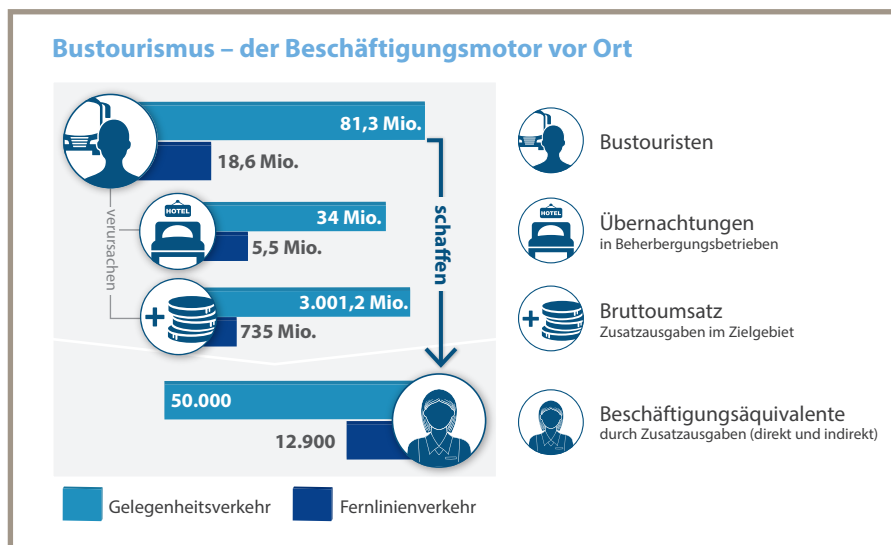 Bustourismus – der Beschäftigungsmotor vor Ort
81,3 Mio.
18,6 Mio.
verursachen
HOTEL
34 Mio.
5,5 Mio.
schaffen
+
3.001,2 Mio.
735 Mio.
50.000
12.900
Bustouristen
HOTEL
Übernachtungen
in Beherbergungsbetrieben
+
Bruttoumsatz
Zusatzausgaben im Zielgebiet
Beschäftigungsäquivalente
durch Zusatzausgaben (direkt und indirekt)
Gelegenheitsverkehr
Fernlinienverkehr